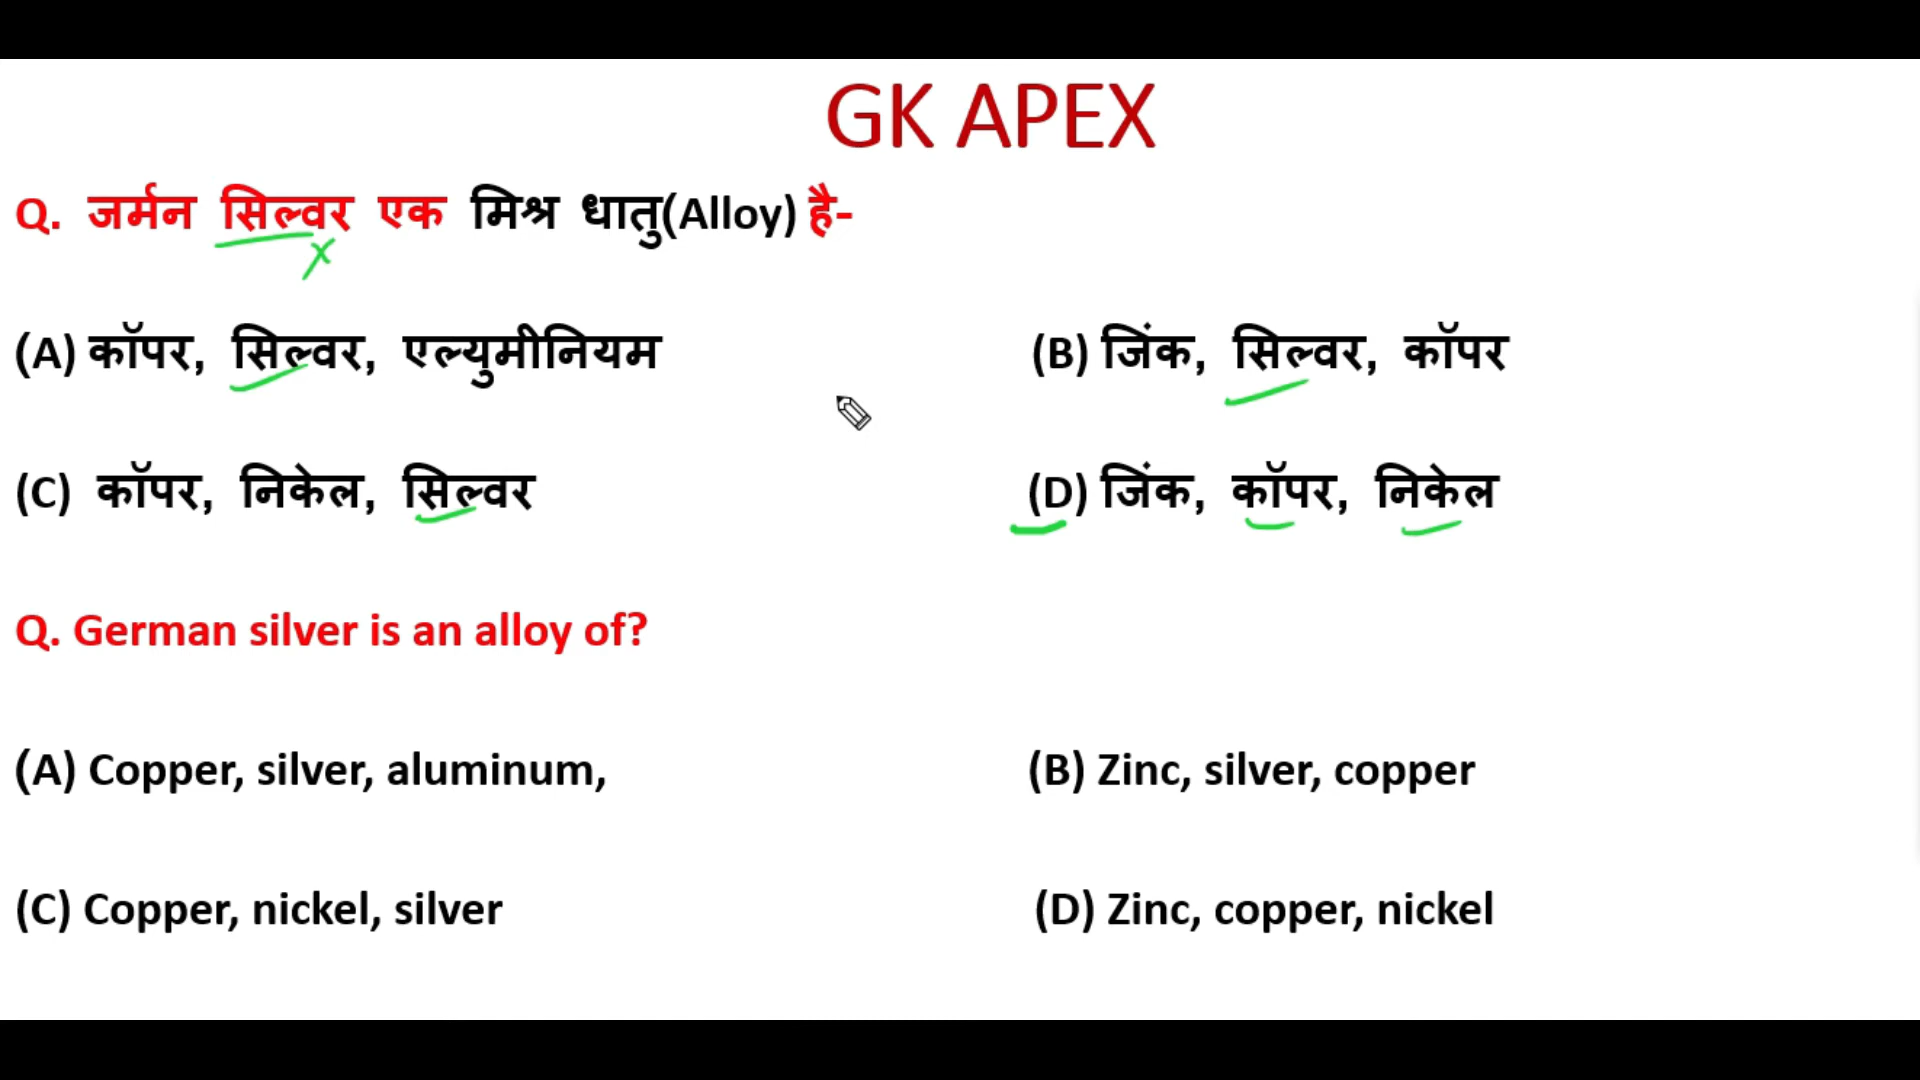 GK APEX
Q. जर्मन सिल्वर एक मिश्र धातु(Alloy) है-
(A) कॉपर, सिल्वर, एल्युमीनियम (B) जिंक, सिल्वर, कॉपर
(C) कॉपर, निकेल, सिल्वर (D) जिंक, कॉपर, निकेल
Q. German silver is an alloy of?
(A) Copper, silver, aluminum, (B) Zinc, silver, copper
(C) Copper, nickel, silver (D) Zinc, copper, nickel